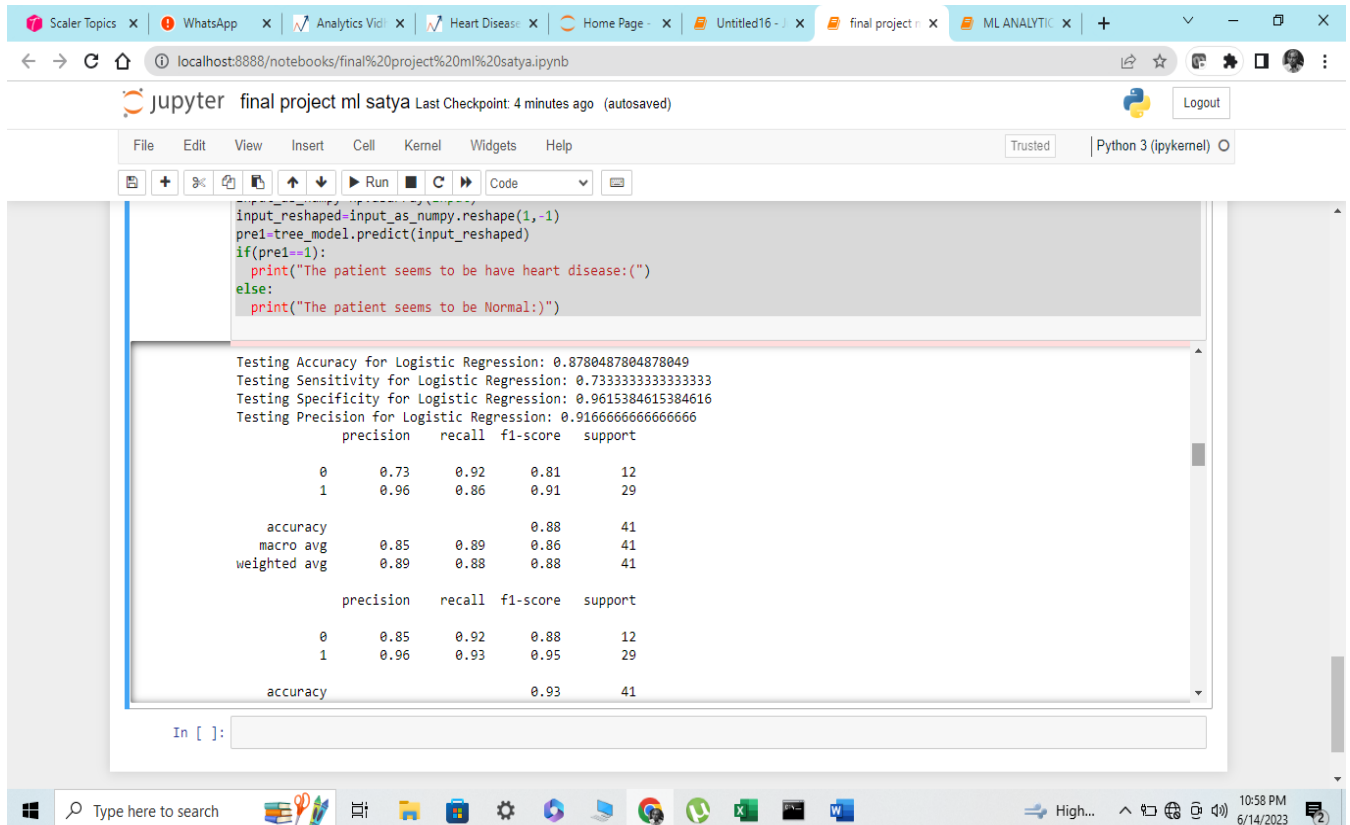 Scaler Topics
WhatsApp
Analytics Vidh
Heart Disease
Home Page -
Untitled16 - J
final project m
ML ANALYTIC
localhost:8888/notebooks/final%20project%20ml%20satya.ipynb
jupyter final project ml satya Last Checkpoint: 4 minutes ago (autosaved)
Logout
File Edit View Insert Cell Kernel Widgets Help
Trusted
Python 3 (ipykernel)
Run
Code
input_reshaped=input_as_numpy.reshape(1,-1)
pre1=tree_model.predict(input_reshaped)
if(pre1==1):
print("The patient seems to be have heart disease:(")
else:
print("The patient seems to be Normal:)")
Testing Accuracy for Logistic Regression: 0.8780487804878049
Testing Sensitivity for Logistic Regression: 0.7333333333333333
Testing Specificity for Logistic Regression: 0.9615384615384616
Testing Precision for Logistic Regression: 0.9166666666666666
precision recall f1-score support
0 0.73 0.92 0.81 12
1 0.96 0.86 0.91 29
accuracy 0.88 41
macro avg 0.85 0.89 0.86 41
weighted avg 0.89 0.88 0.88 41
precision recall f1-score support
0 0.85 0.92 0.88 12
1 0.96 0.93 0.95 29
accuracy 0.93 41
In [ ]:
Type here to search
High...
10:58 PM
6/14/2023